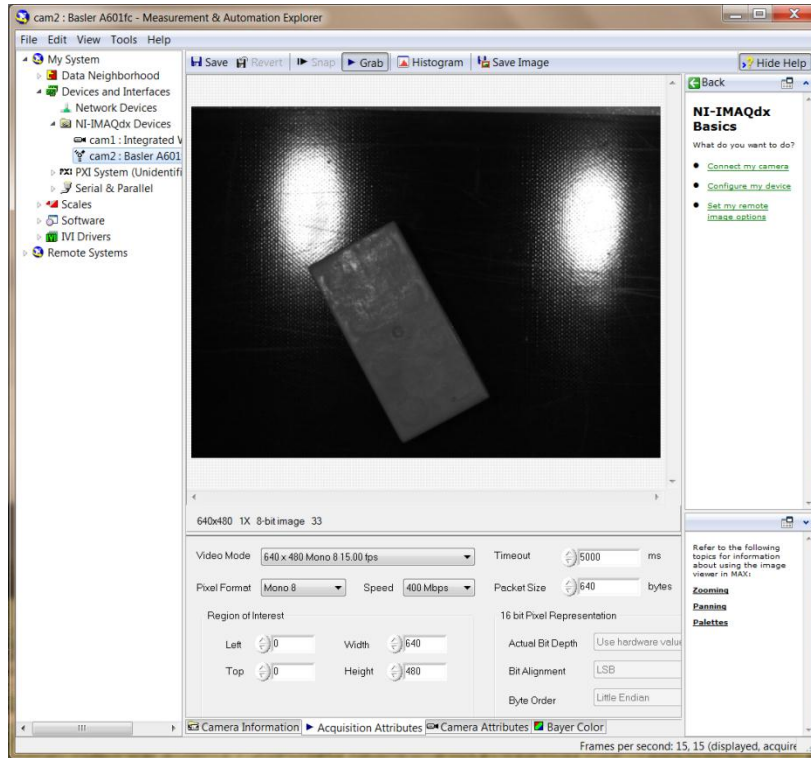 cam2 : Basler A601fc - Measurement & Automation Explorer
File Edit View Tools Help
My System
Data Neighborhood
Devices and Interfaces
Network Devices
NI-IMAQdx Devices
cam1 : Integrated
cam2 : Basler A601
PXI PXI System (Unidentifi
Serial & Parallel
Scales
Software
IVI Drivers
Remote Systems
Save Revert Snap Grab Histogram Save Image Hide Help
640x480 1X 8-bit image 33
Video Mode 640 x 480 Mono 8 15.00 fps Timeout 5000 ms
Pixel Format Mono 8 Speed 400 Mbps Packet Size 640 bytes
Region of Interest 16 bit Pixel Representation
Left 0 Width 640 Actual Bit Depth Use hardware value
Top 0 Height 480 Bit Alignment LSB
Byte Order Little Endian
Camera Information Acquisition Attributes Camera Attributes Bayer Color
Back
NI-IMAQdx
Basics
What do you want to do?
Connect my camera
Configure my device
Set my remote
image options
Refer to the following
topics for information
about using the image
viewer in MAX:
Zooming
Panning
Palettes
Frames per second: 15, 15 (displayed, acquire